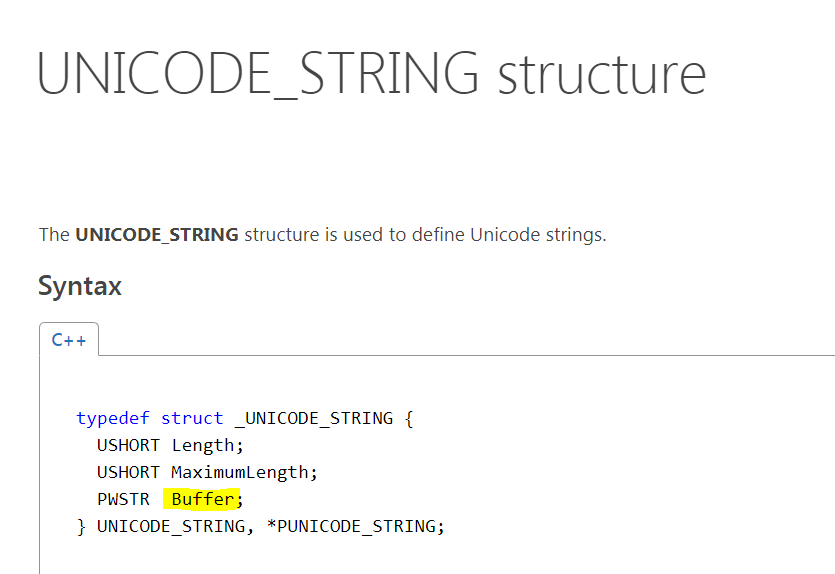 UNICODE_STRING structure
The UNICODE_STRING structure is used to define Unicode strings.
Syntax
C++
typedef struct _UNICODE_STRING {
  USHORT Length;
  USHORT MaximumLength;
  PWSTR  Buffer;
} UNICODE_STRING, *PUNICODE_STRING;